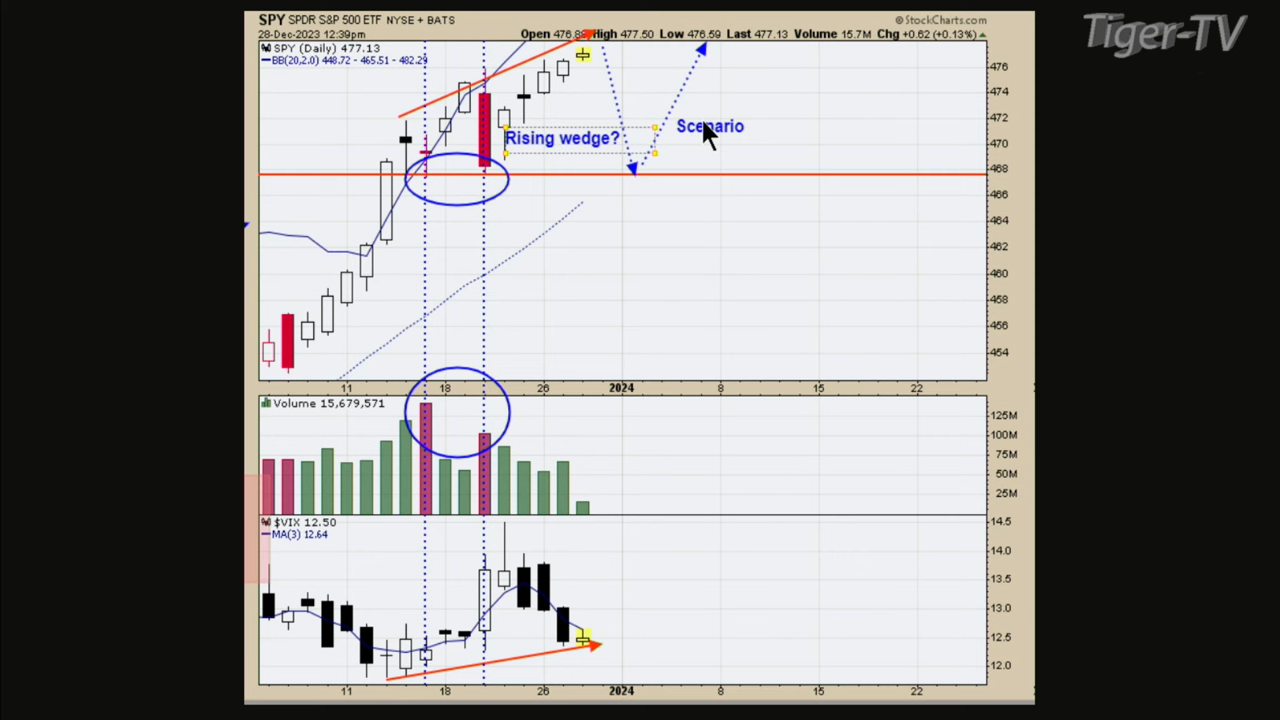 Tiger-TV
SPY SPDR S&P 500 ETF NYSE + BATS © StockCharts.com
28-Dec-2023 12:39pm Open High 477.50 Low 476.59 Last 477.13 Volume 15.7M Chg +0.62 (+0.13%)
SPY (Daily) 477.13
BB(20,2.0) 448.72 - 465.51 - 482.29
476
474
472
470
468
466
464
462
460
458
456
454
Rising wedge?
Scenario
11 18 26 2024 8 15 22
Volume 15,679,571
125M
100M
75M
50M
25M
$VIX 12.50
MA(3) 12.64
14.5
14.0
13.5
13.0
12.5
12.0
11 18 26 2024 8 15 22